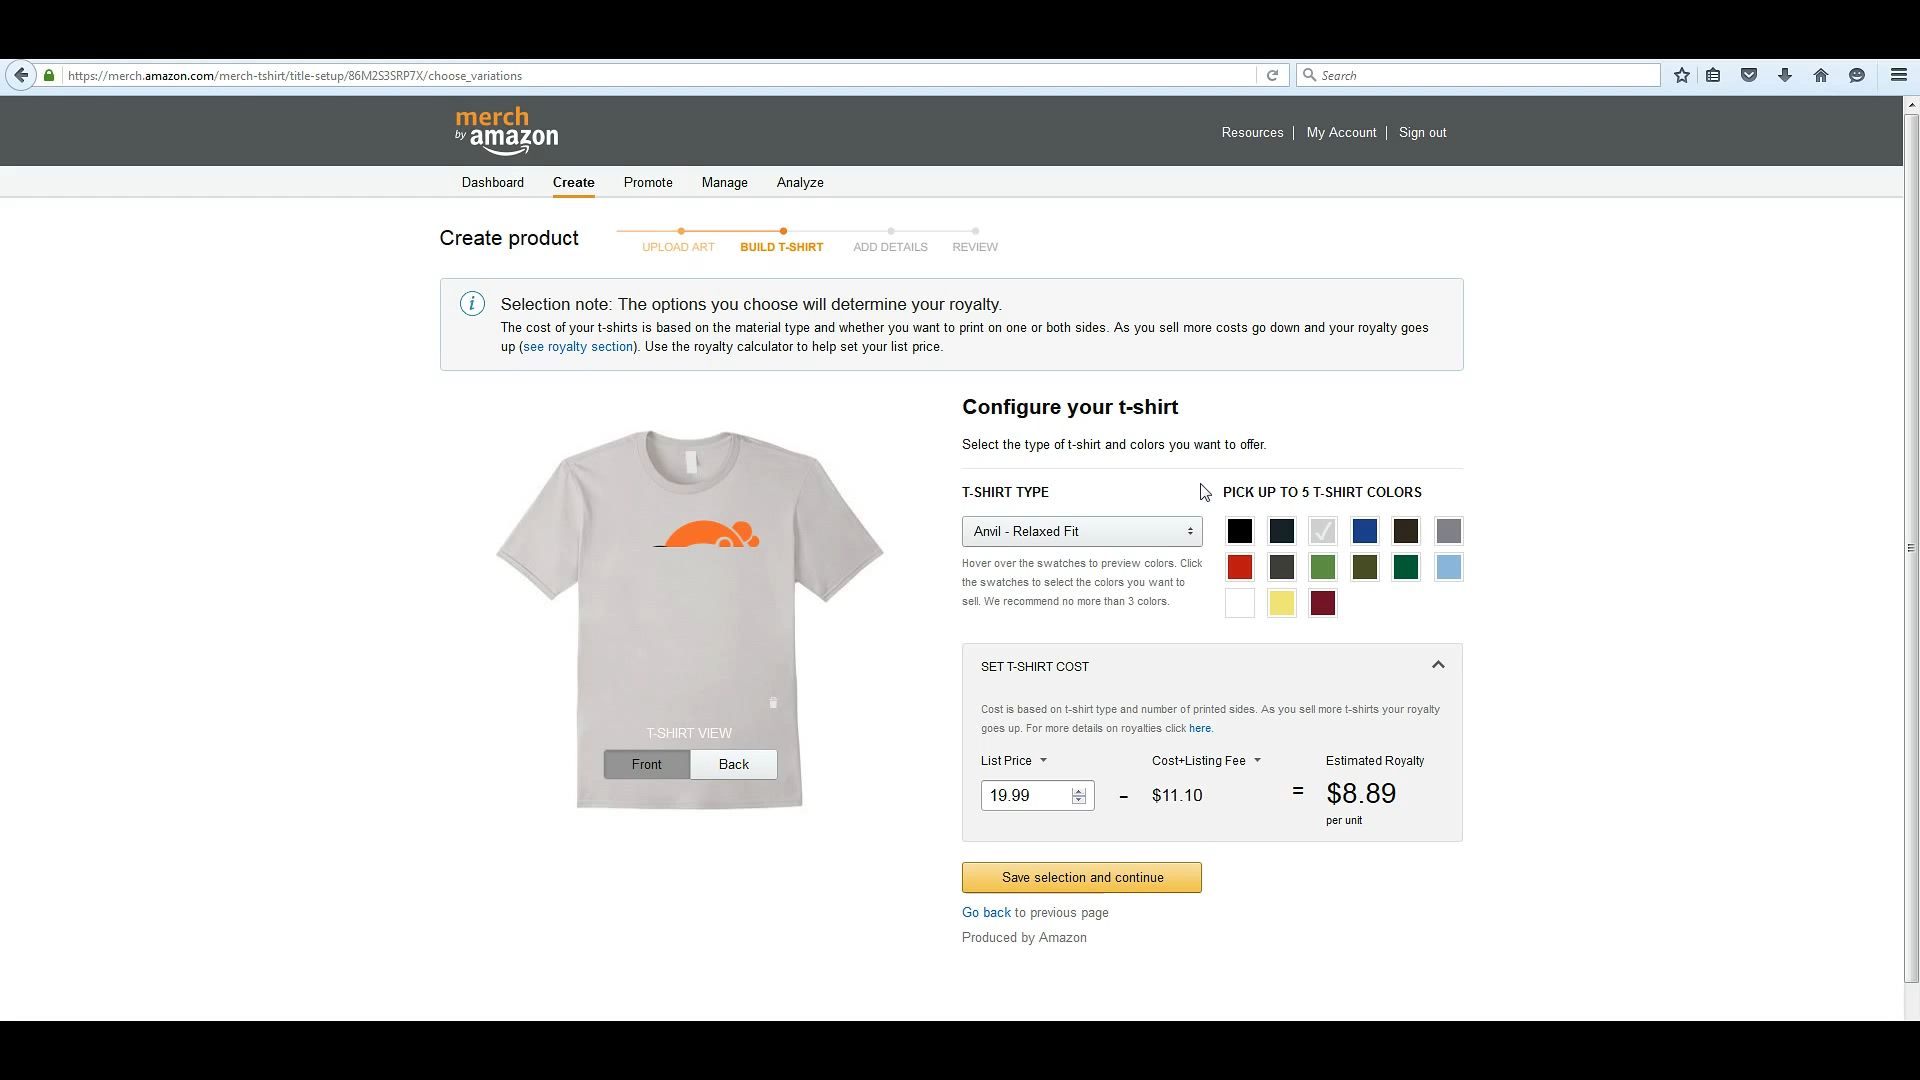 https://merch.amazon.com/merch-tshirt/title-setup/86M2S3SRP7X/choose_variations
Search
merch
by amazon
Resources
My Account
Sign out
Dashboard
Create
Promote
Manage
Analyze
Create product
UPLOAD ART
BUILD T-SHIRT
ADD DETAILS
REVIEW
Selection note: The options you choose will determine your royalty.
The cost of your t-shirts is based on the material type and whether you want to print on one or both sides. As you sell more costs go down and your royalty goes
up (see royalty section). Use the royalty calculator to help set your list price.
Configure your t-shirt
Select the type of t-shirt and colors you want to offer.
T-SHIRT TYPE
PICK UP TO 5 T-SHIRT COLORS
Anvil - Relaxed Fit
Hover over the swatches to preview colors. Click
the swatches to select the colors you want to
sell. We recommend no more than 3 colors.
SET T-SHIRT COST
Cost is based on t-shirt type and number of printed sides. As you sell more t-shirts your royalty
goes up. For more details on royalties click here.
List Price
Cost+Listing Fee
Estimated Royalty
19.99
-
$11.10
=
$8.89
per unit
T-SHIRT VIEW
Front
Back
Save selection and continue
Go back to previous page
Produced by Amazon